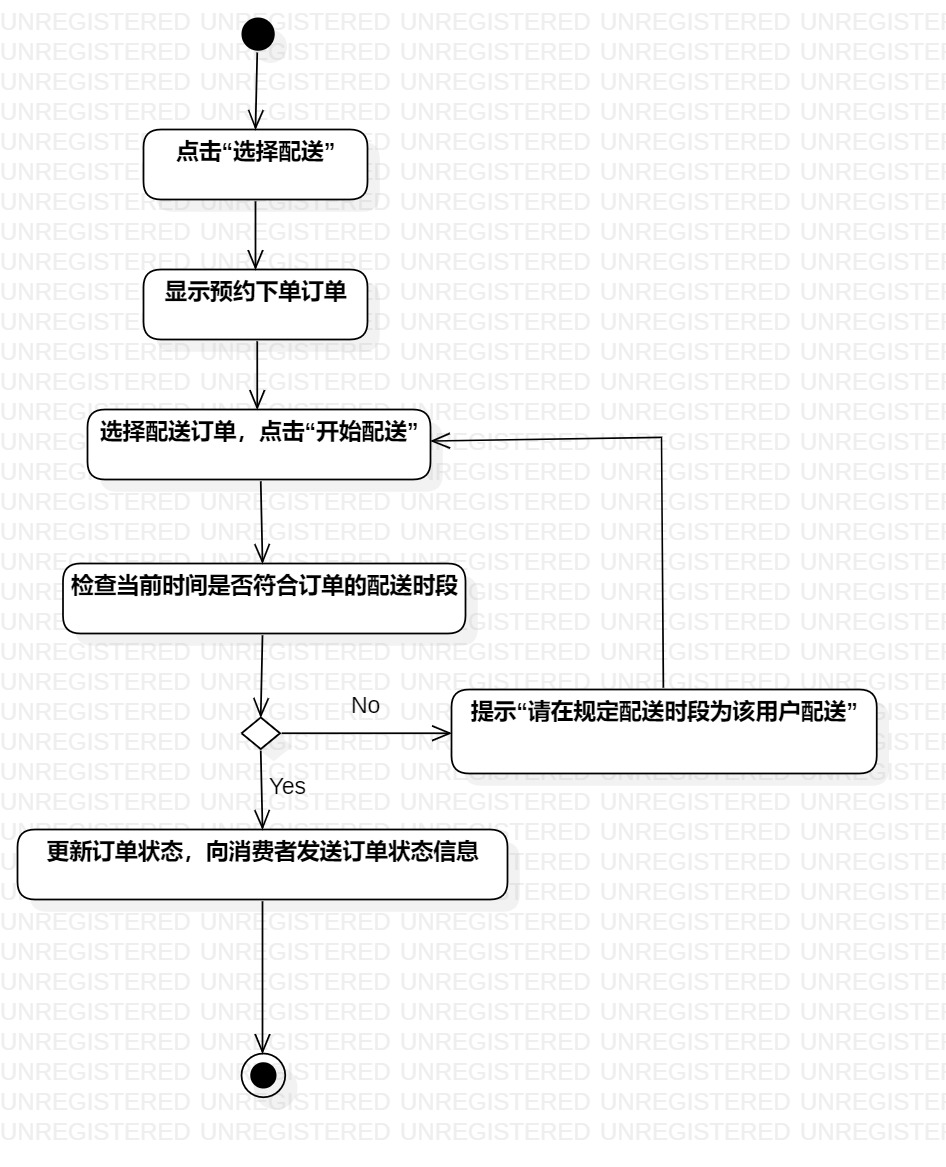 点击“选择配送”
显示预约下单订单
选择配送订单，点击“开始配送”
检查当前时间是否符合订单的配送时段
No
提示“请在规定配送时段为该用户配送”
Yes
更新订单状态，向消费者发送订单状态信息
UNREGISTERED